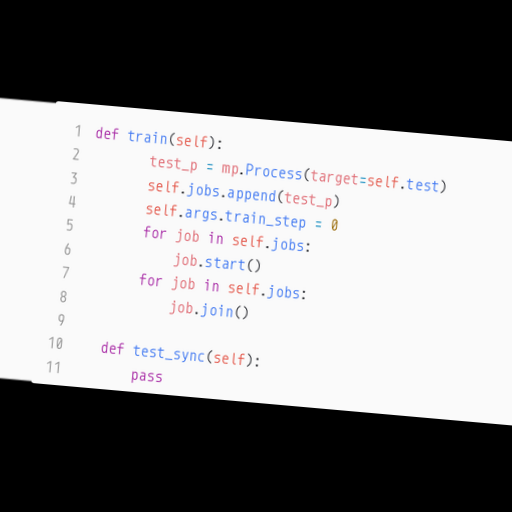 1 def train(self):
2         test_p = mp.Process(target=self.test)
3         self.jobs.append(test_p)
4         self.args.train_step = 0
5         for job in self.jobs:
6             job.start()
7         for job in self.jobs:
8             job.join()
9
10     def test_sync(self):
11         pass